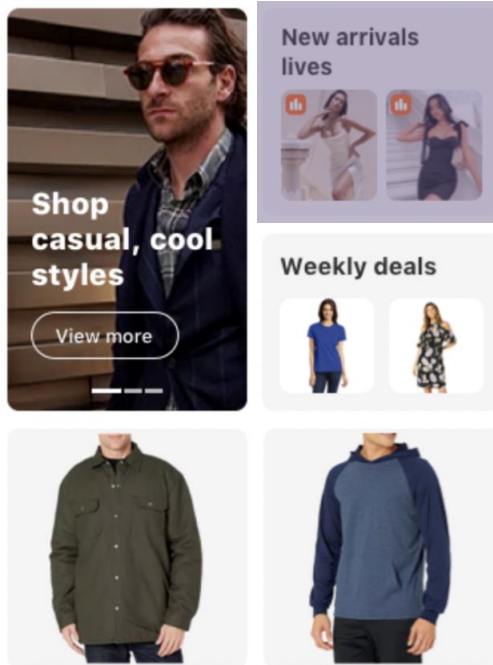 Shop
casual, cool
styles
View more
New arrivals
lives
Weekly deals